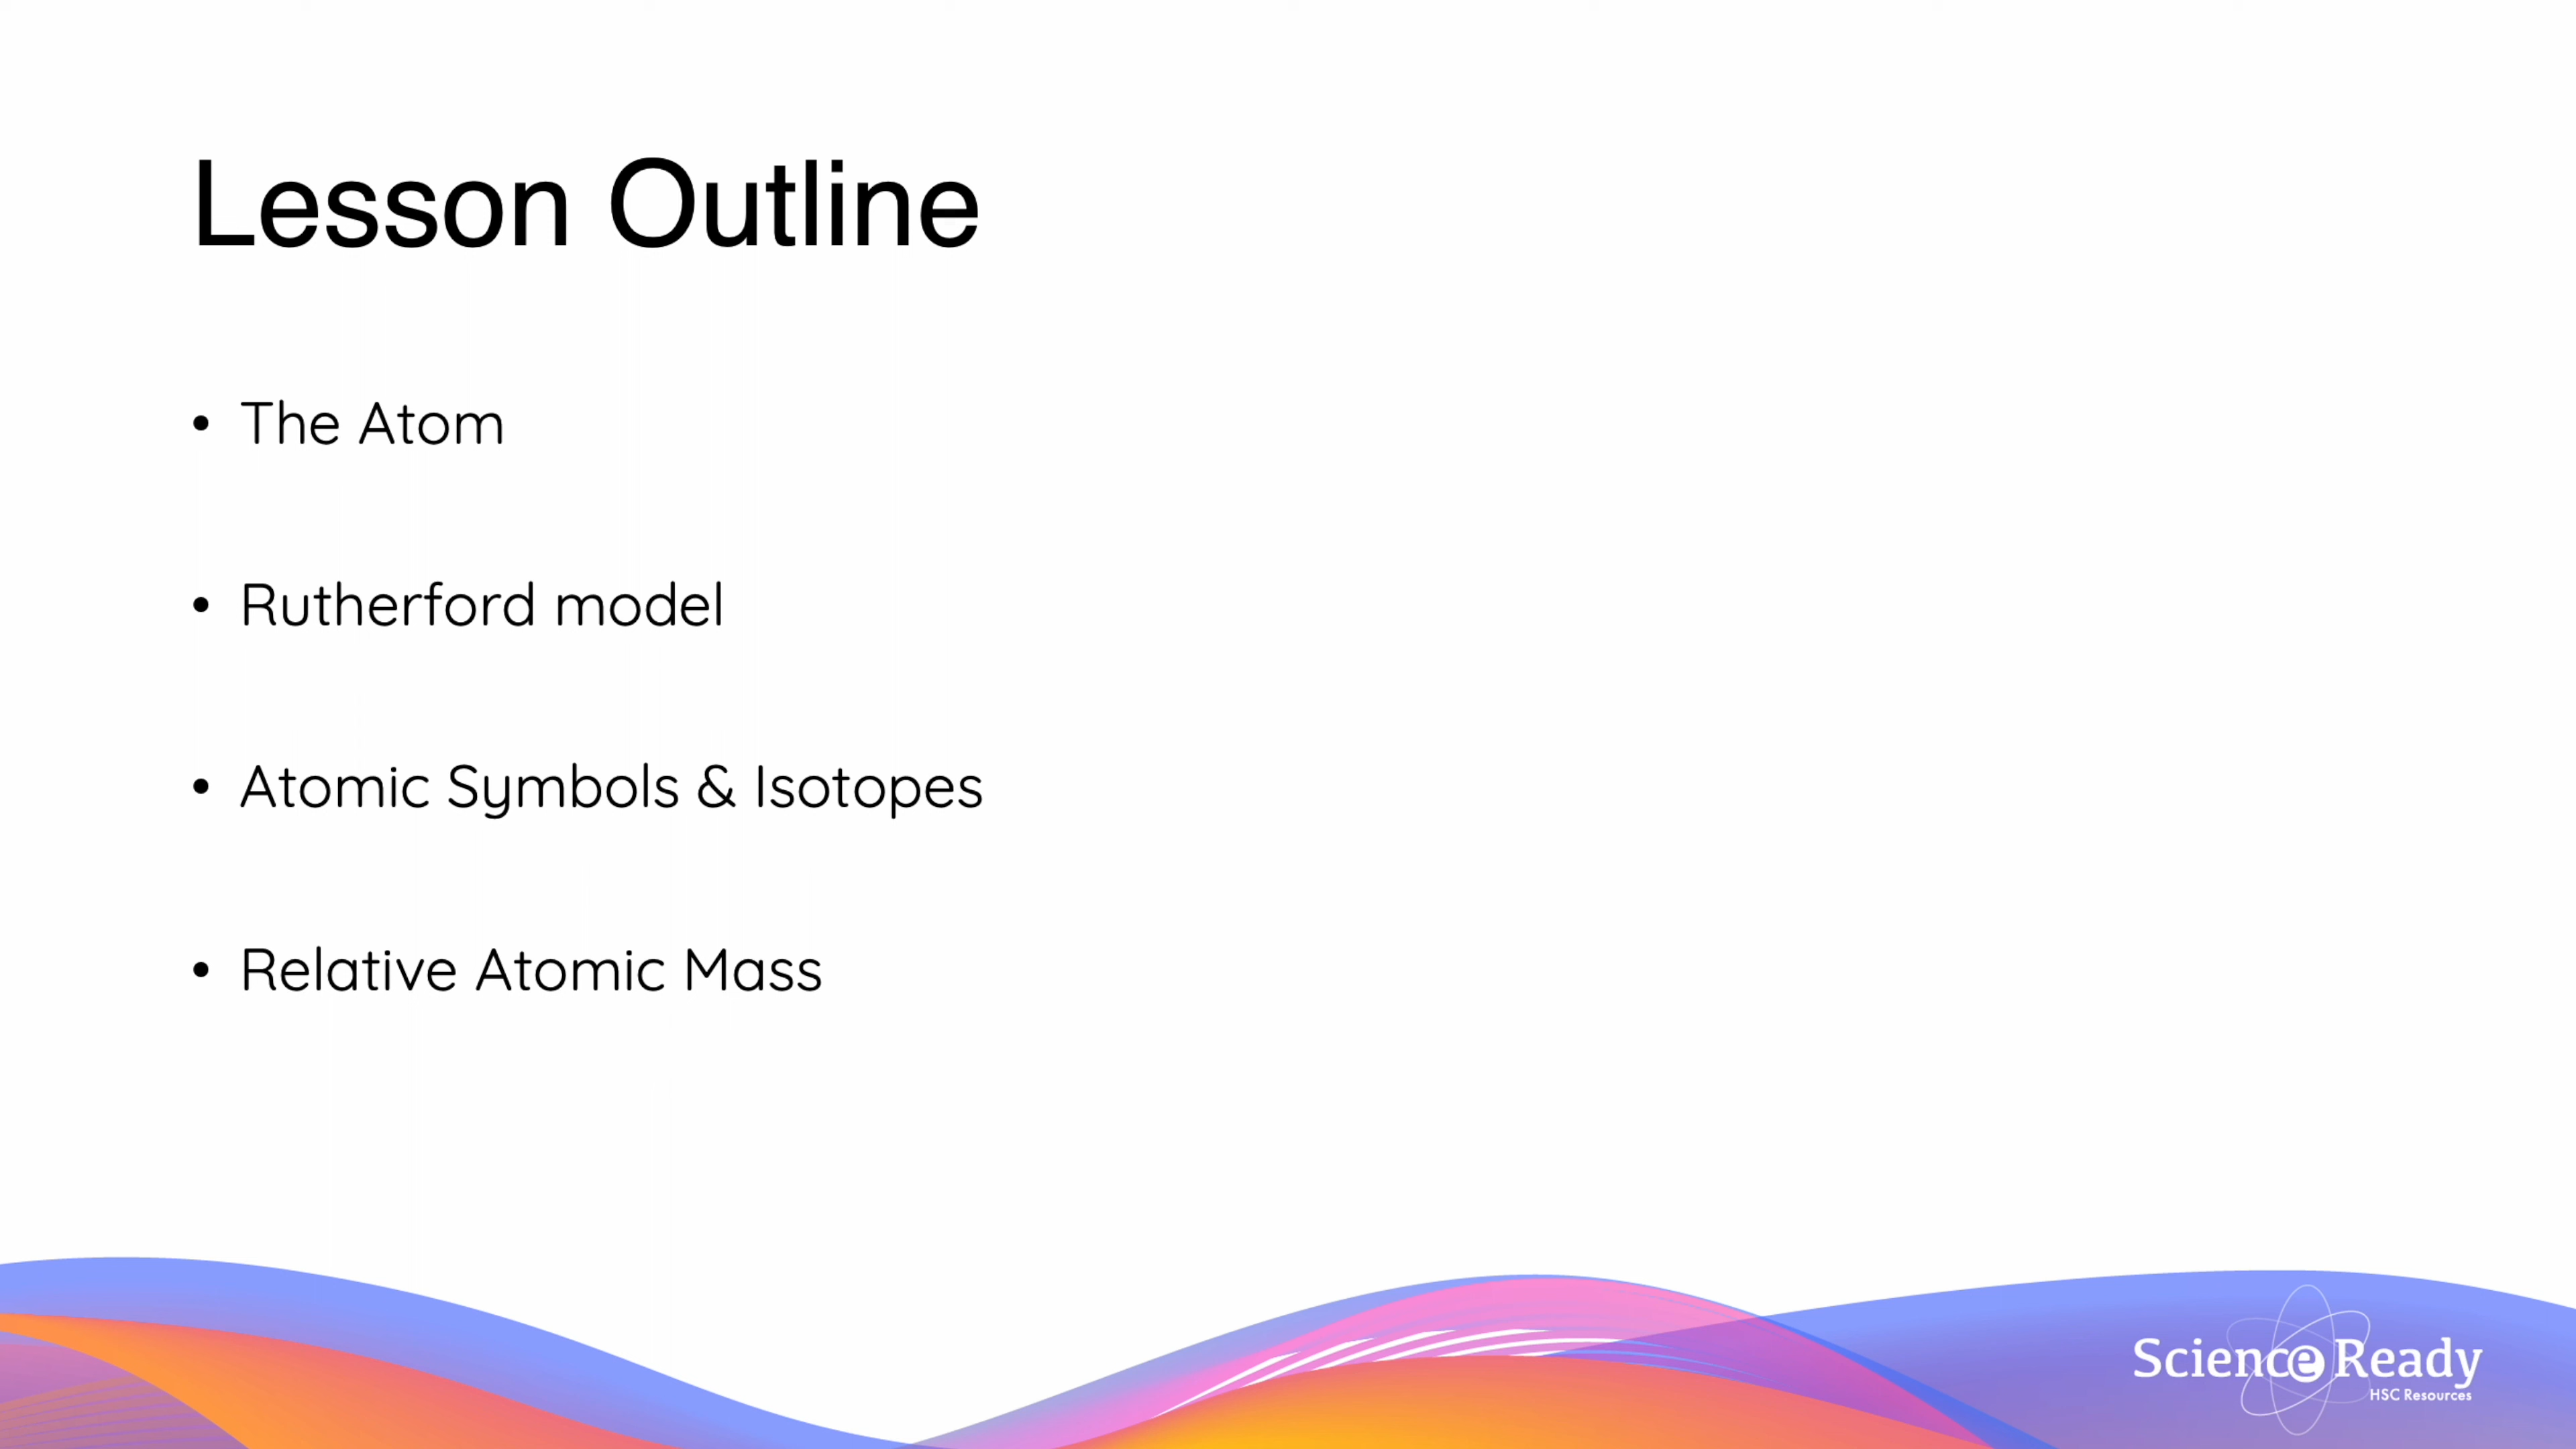 Lesson Outline
• The Atom
• Rutherford model
• Atomic Symbols & Isotopes
• Relative Atomic Mass
Science Ready
HSC Resources